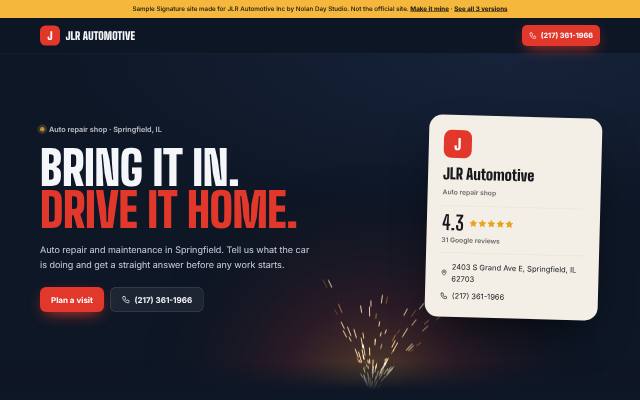 Sample Signature site made for JLR Automotive Inc by Nolan Day Studio. Not the official site. Make it mine · See all 3 versions
J JLR AUTOMOTIVE
(217) 361-1966
Auto repair shop · Springfield, IL
BRING IT IN.
DRIVE IT HOME.
Auto repair and maintenance in Springfield. Tell us what the car
is doing and get a straight answer before any work starts.
Plan a visit
(217) 361-1966
J
JLR Automotive
Auto repair shop
4.3 ★★★★★
31 Google reviews
2403 S Grand Ave E, Springfield, IL
62703
(217) 361-1966